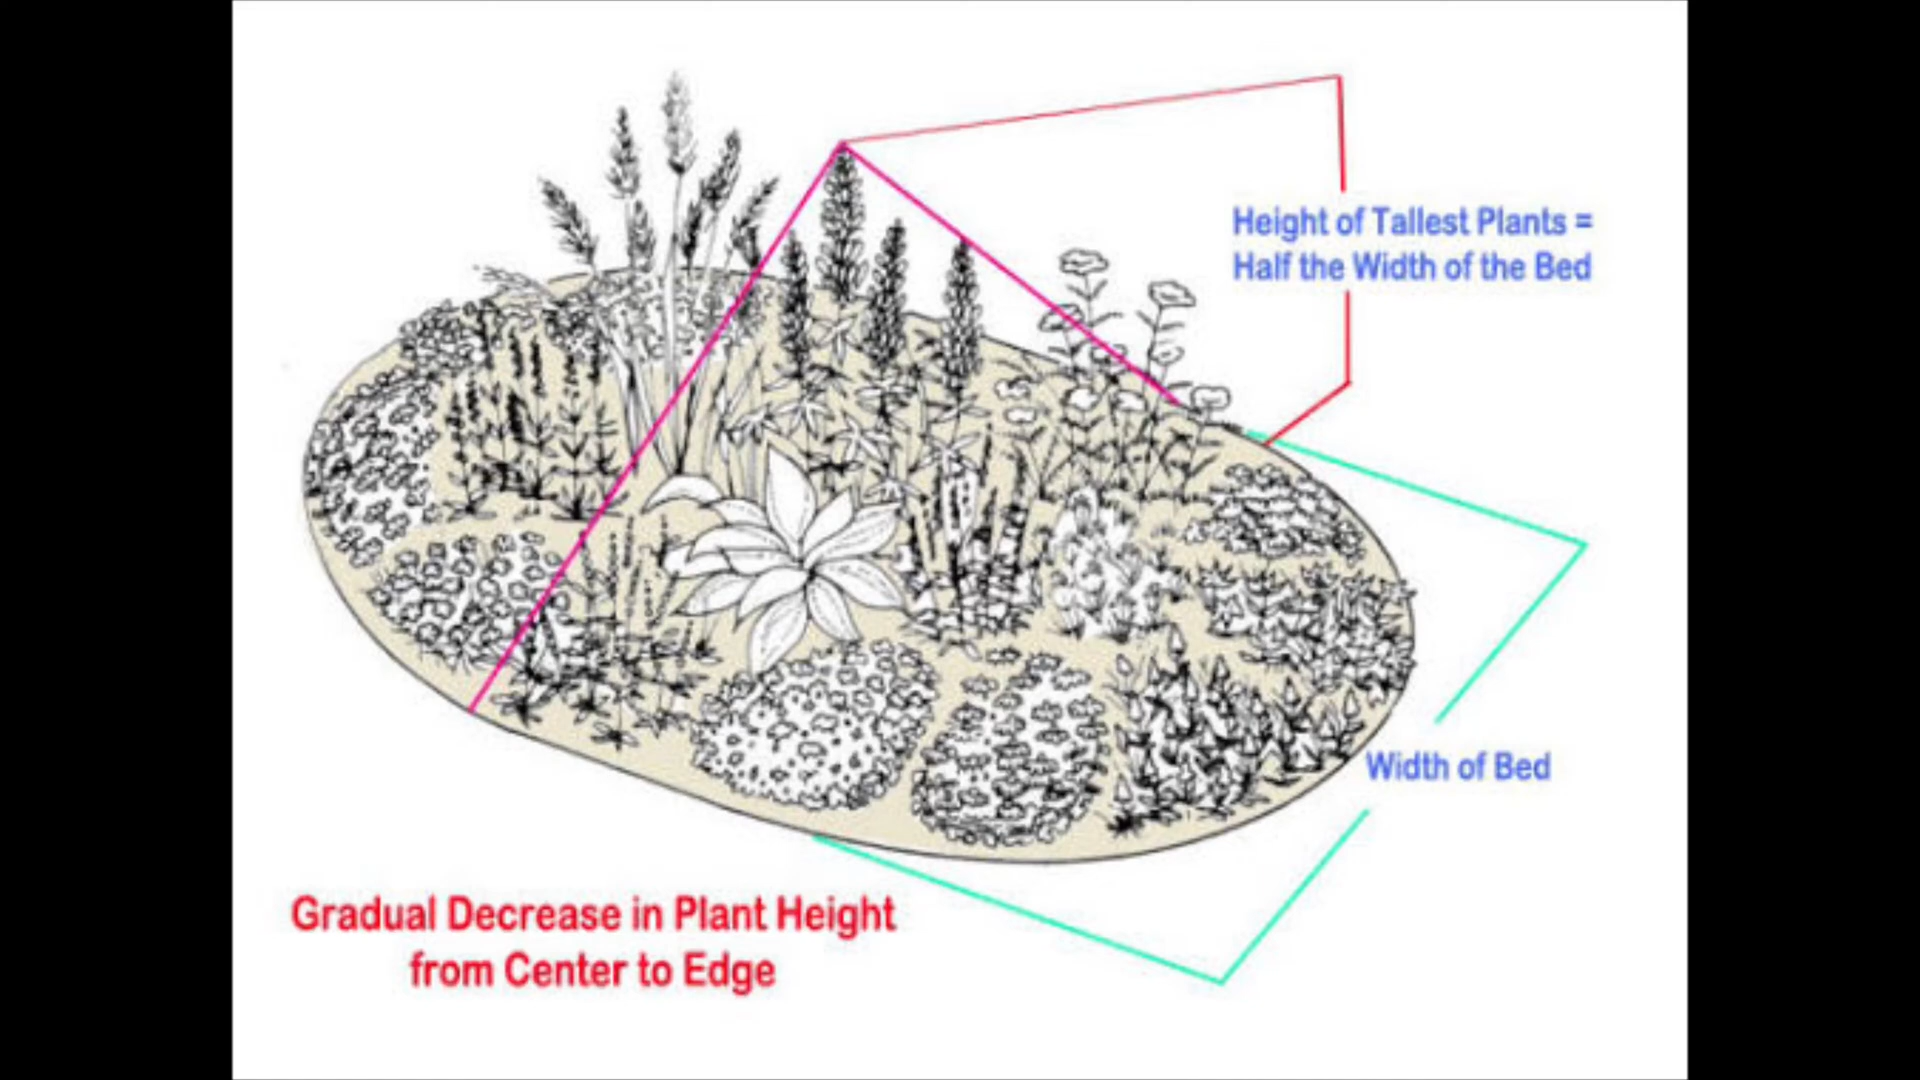 Height of Tallest Plants =
Half the Width of the Bed
Width of Bed
Gradual Decrease in Plant Height
from Center to Edge